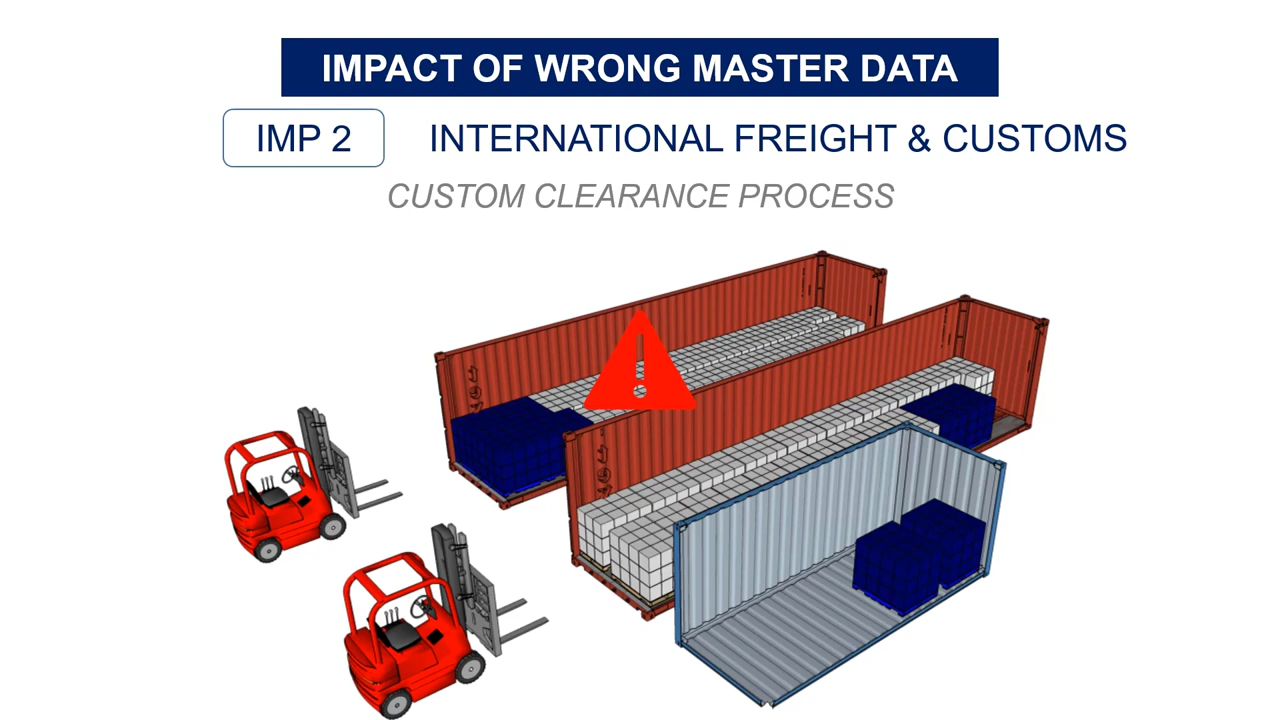 IMPACT OF WRONG MASTER DATA
IMP 2 INTERNATIONAL FREIGHT & CUSTOMS
CUSTOM CLEARANCE PROCESS